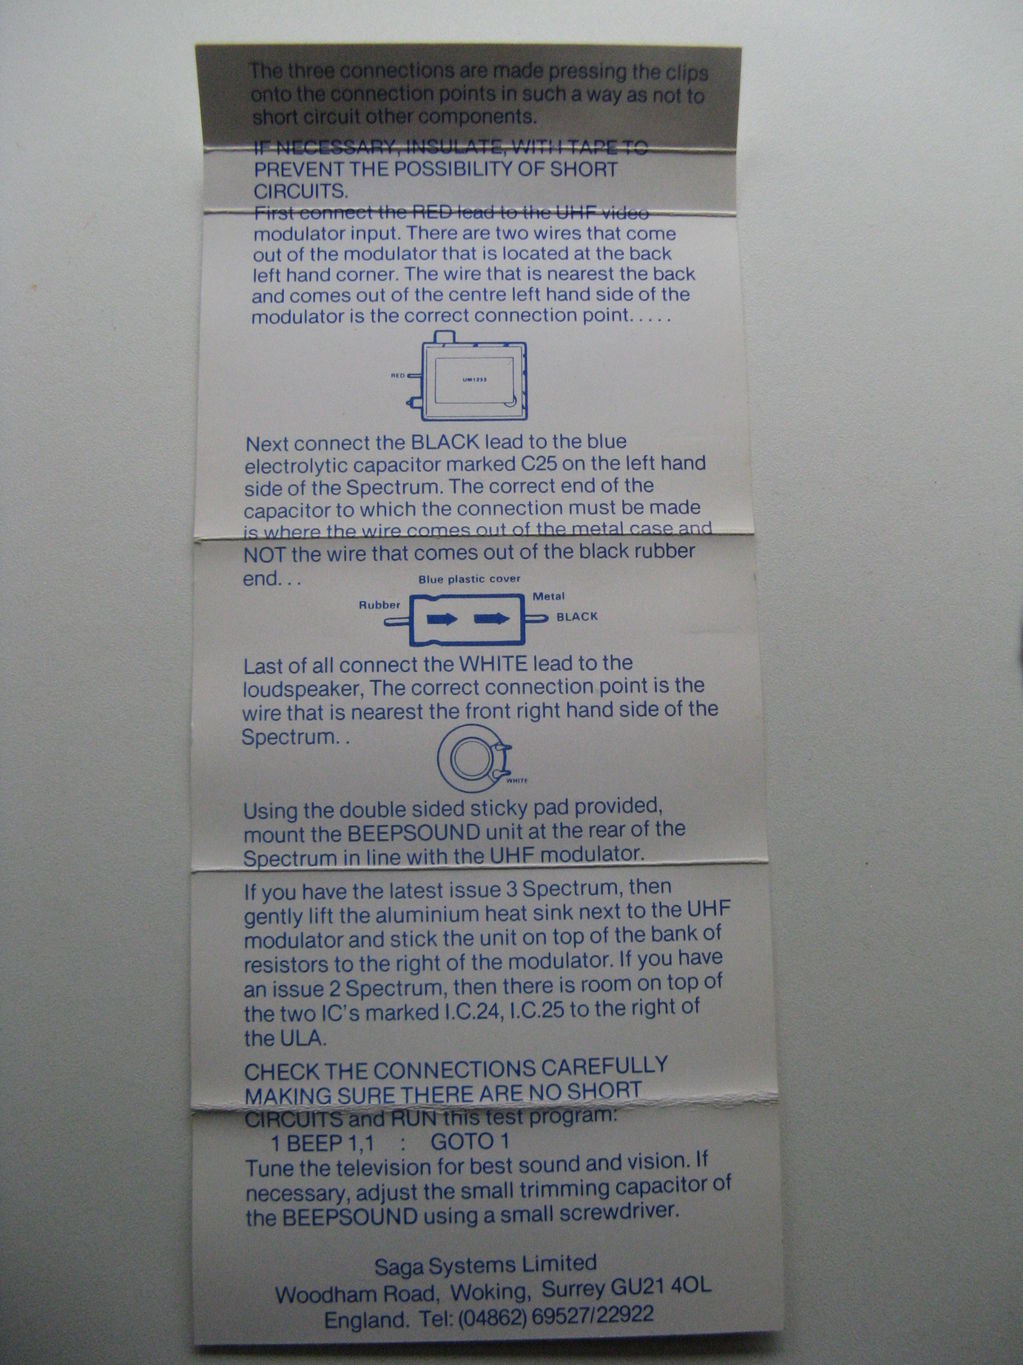 The three connections are made pressing the clips
onto the connection points in such a way as not to
short circuit other components.
IF NECESSARY, INSULATE, WITH TAPE TO
PREVENT THE POSSIBILITY OF SHORT
CIRCUITS.
First connect the RED lead to the UHF video
modulator input. There are two wires that come
out of the modulator that is located at the back
left hand corner. The wire that is nearest the back
and comes out of the centre left hand side of the
modulator is the correct connection point.....
RED
UM1233
Next connect the BLACK lead to the blue
electrolytic capacitor marked C25 on the left hand
side of the Spectrum. The correct end of the
capacitor to which the connection must be made
is where the wire comes out of the metal case and
NOT the wire that comes out of the black rubber
end...
Blue plastic cover
Rubber
Metal
BLACK
Last of all connect the WHITE lead to the
loudspeaker, The correct connection point is the
wire that is nearest the front right hand side of the
Spectrum..
WHITE
Using the double sided sticky pad provided,
mount the BEEPSOUND unit at the rear of the
Spectrum in line with the UHF modulator.
If you have the latest issue 3 Spectrum, then
gently lift the aluminium heat sink next to the UHF
modulator and stick the unit on top of the bank of
resistors to the right of the modulator. If you have
an issue 2 Spectrum, then there is room on top of
the two IC's marked I.C.24, I.C.25 to the right of
the ULA.
CHECK THE CONNECTIONS CAREFULLY
MAKING SURE THERE ARE NO SHORT
CIRCUITS and RUN this test program:
1 BEEP 1,1 : GOTO 1
Tune the television for best sound and vision. If
necessary, adjust the small trimming capacitor of
the BEEPSOUND using a small screwdriver.
Saga Systems Limited
Woodham Road, Woking, Surrey GU21 4OL
England. Tel: (04862) 69527/22922